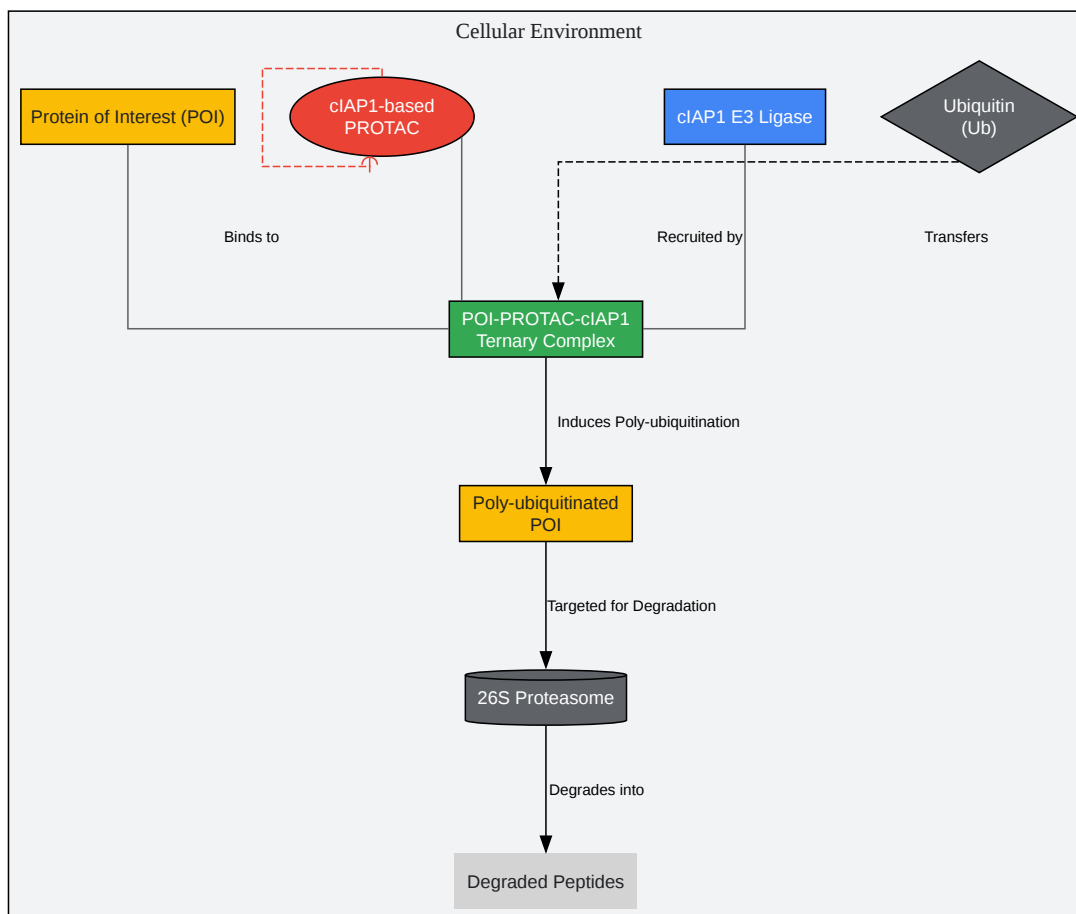 Cellular Environment
Protein of Interest (POI)
cIAP1-based
PROTAC
cIAP1 E3 Ligase
Ubiquitin
(Ub)
Binds to
Recruited by
Transfers
POI-PROTAC-cIAP1
Ternary Complex
Induces Poly-ubiquitination
Poly-ubiquitinated
POI
Targeted for Degradation
26S Proteasome
Degrades into
Degraded Peptides